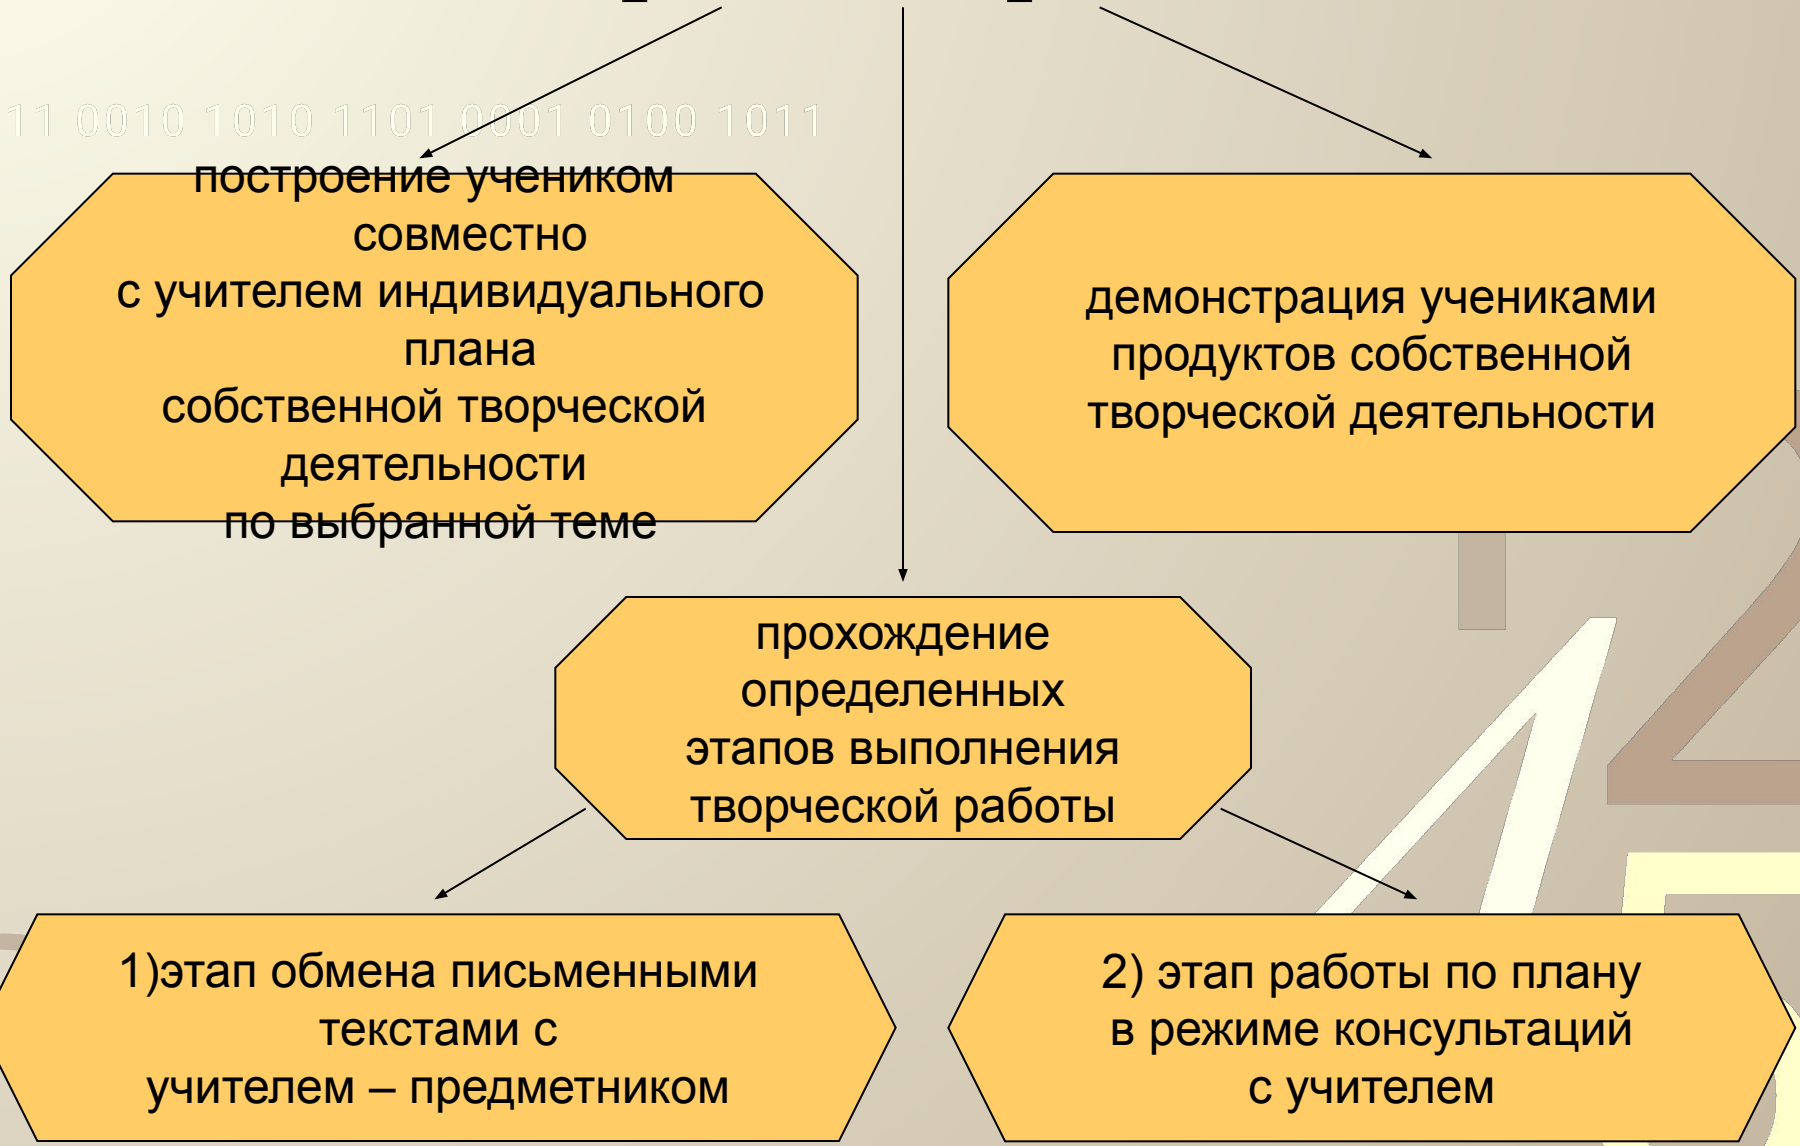 11 0010 1010 1101 0001 0100 1011
построение учеником
совместно
с учителем индивидуального
плана
собственной творческой
деятельности
по выбранной теме
демонстрация учениками
продуктов собственной
творческой деятельности
прохождение
определенных
этапов выполнения
творческой работы
1)этап обмена письменными
текстами с
учителем – предметником
2) этап работы по плану
в режиме консультаций
с учителем